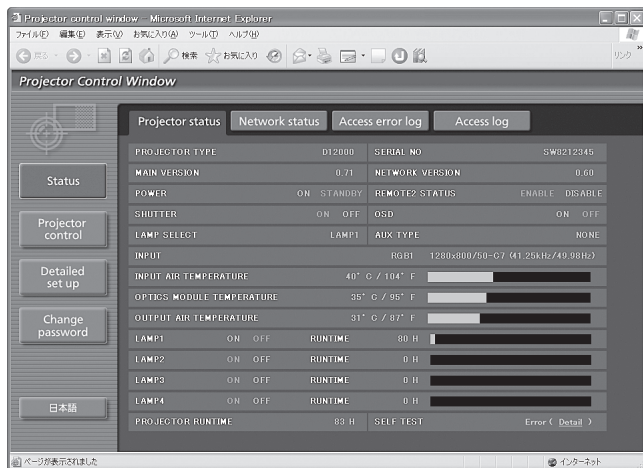 Projector control window - Microsoft Internet Explorer
ファイル(F) 編集(E) 表示(V) お気に入り(A) ツール(T) ヘルプ(H)
戻る 検索 お気に入り リンク »
Projector Control Window
Projector status Network status Access error log Access log
PROJECTOR TYPE D12000 SERIAL NO SW8212345
Status
MAIN VERSION 0.71 NETWORK VERSION 0.60
POWER ON STANDBY REMOTE2 STATUS ENABLE DISABLE
Projector control
SHUTTER ON OFF OSD ON OFF
LAMP SELECT LAMP1 AUX TYPE NONE
INPUT RGB1 1280x800/50-C7 (41.25kHz/49.98Hz)
Detailed set up
INPUT AIR TEMPERATURE 40° C / 104° F
OPTICS MODULE TEMPERATURE 35° C / 95° F
Change password
OUTPUT AIR TEMPERATURE 31° C / 87° F
LAMP1 ON OFF RUNTIME 80 H
LAMP2 ON OFF RUNTIME 0 H
LAMP3 ON OFF RUNTIME 0 H
LAMP4 ON OFF RUNTIME 0 H
日本語
PROJECTOR RUNTIME 83 H SELF TEST Error ( Detail )
ページが表示されました インターネット